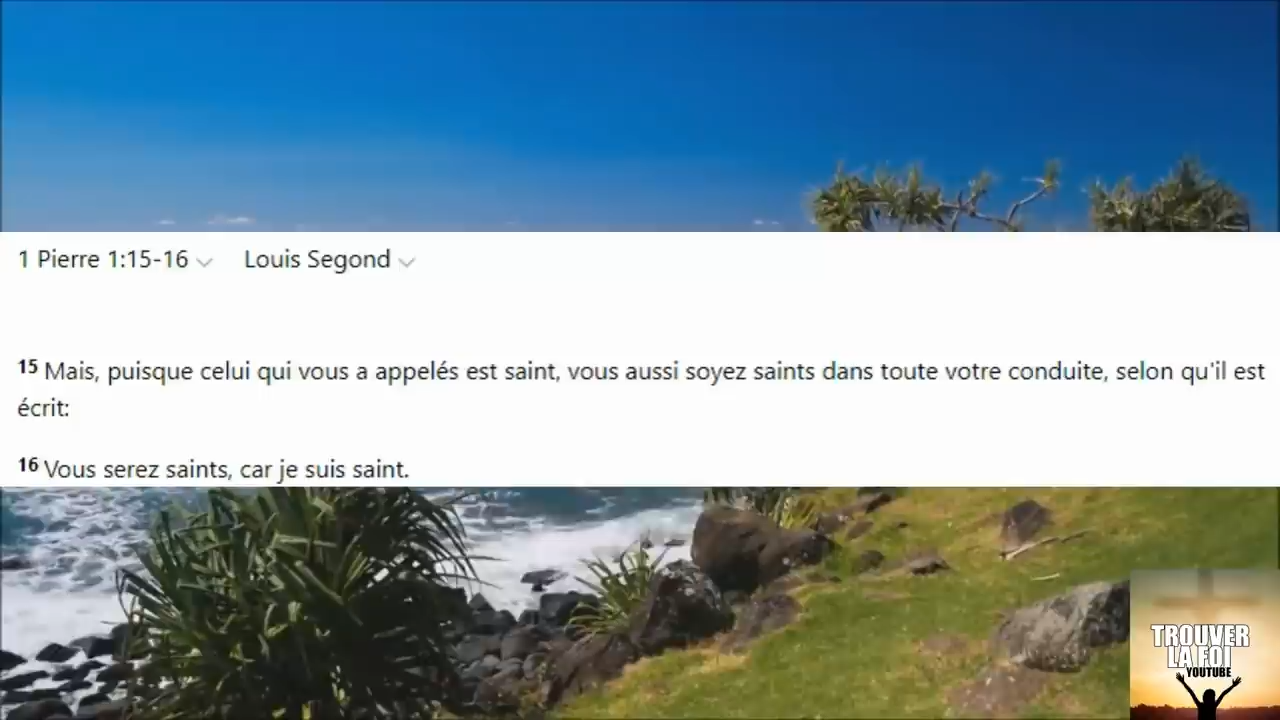 1 Pierre 1:15-16 Louis Segond
15 Mais, puisque celui qui vous a appelés est saint, vous aussi soyez saints dans toute votre conduite, selon qu'il est
écrit:
16 Vous serez saints, car je suis saint.
TROUVER
LA FOI
YOUTUBE